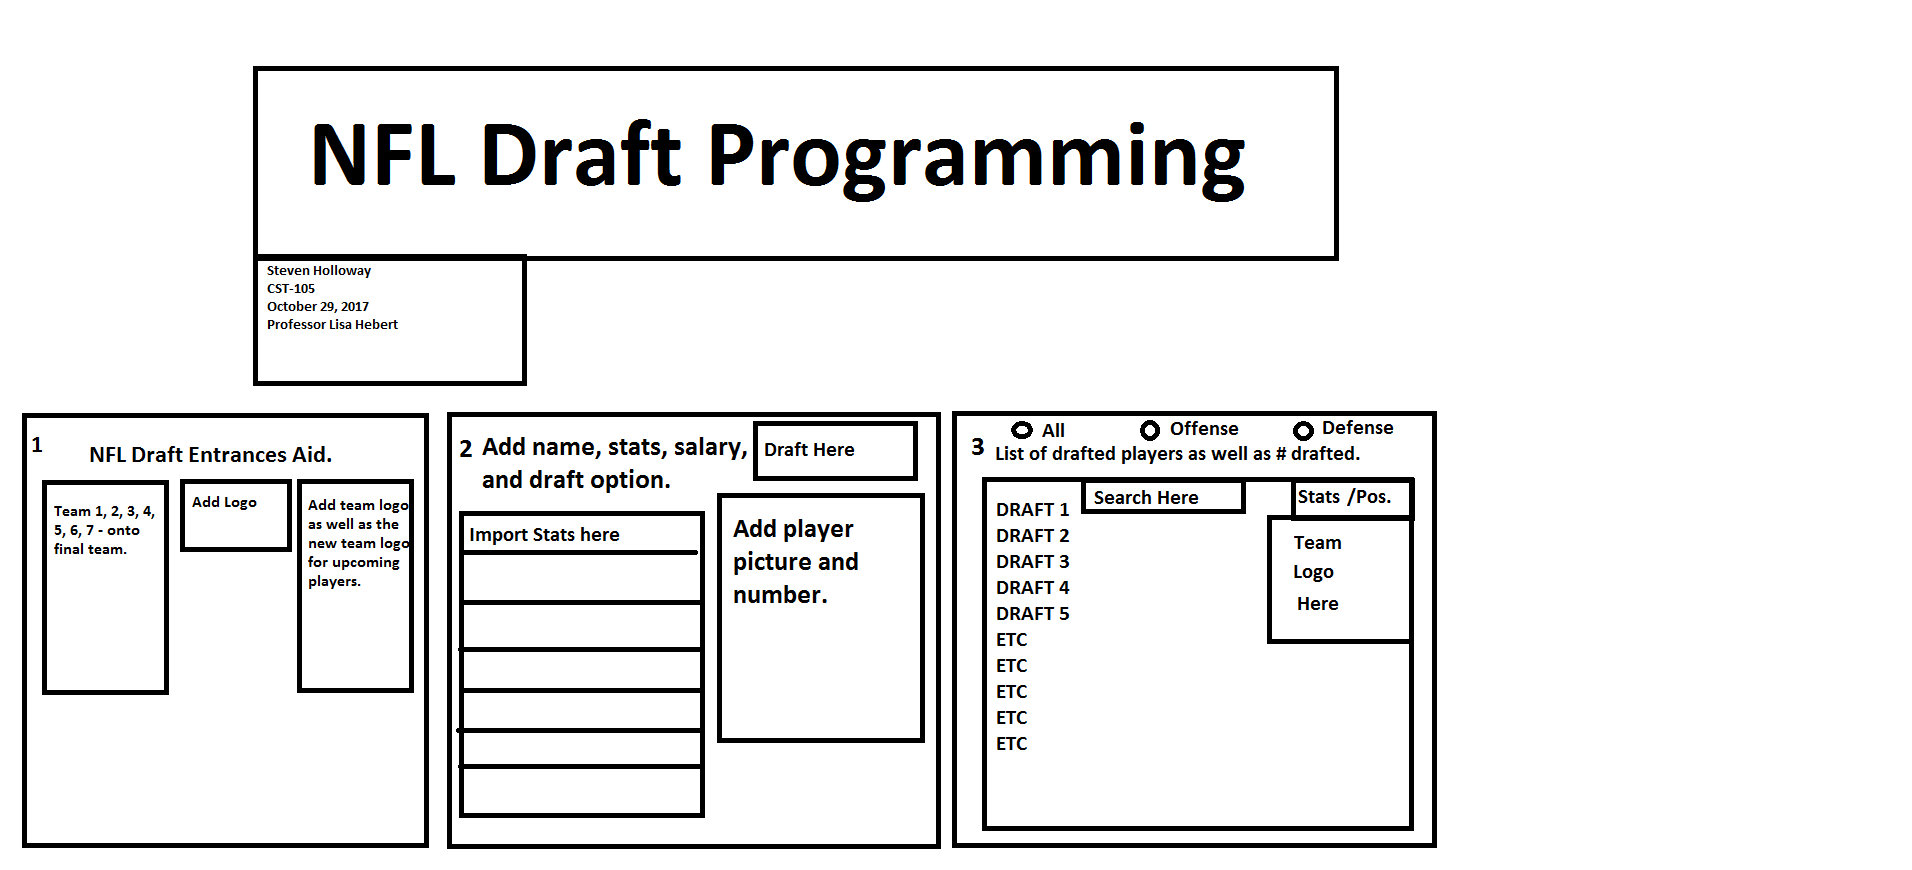 NFL Draft Programming
Steven Holloway
CST-105
October 29, 2017
Professor Lisa Hebert
1
NFL Draft Entrances Aid.
Team 1, 2, 3, 4,
5, 6, 7 - onto
final team.
Add Logo
Add team logo
as well as the
new team logo
for upcoming
players.
2
Add name, stats, salary,
and draft option.
Draft Here
Import Stats here
Add player
picture and
number.
All
Offense
Defense
3
List of drafted players as well as # drafted.
Search Here
Stats /Pos.
DRAFT 1
DRAFT 2
DRAFT 3
DRAFT 4
DRAFT 5
ETC
ETC
ETC
ETC
ETC
Team
Logo
Here